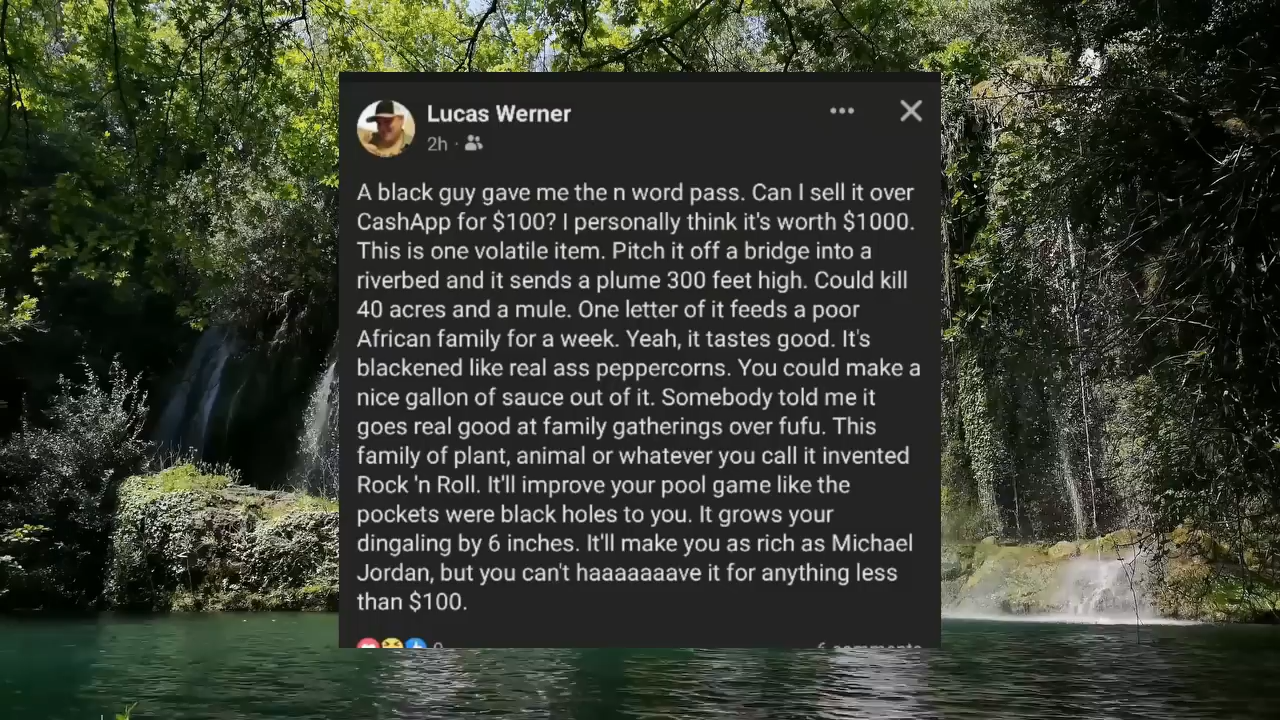 Lucas Werner
2h
A black guy gave me the n word pass. Can I sell it over
CashApp for $100? I personally think it's worth $1000.
This is one volatile item. Pitch it off a bridge into a
riverbed and it sends a plume 300 feet high. Could kill
40 acres and a mule. One letter of it feeds a poor
African family for a week. Yeah, it tastes good. It's
blackened like real ass peppercorns. You could make a
nice gallon of sauce out of it. Somebody told me it
goes real good at family gatherings over fufu. This
family of plant, animal or whatever you call it invented
Rock 'n Roll. It'll improve your pool game like the
pockets were black holes to you. It grows your
dingaling by 6 inches. It'll make you as rich as Michael
Jordan, but you can't haaaaaaave it for anything less
than $100.